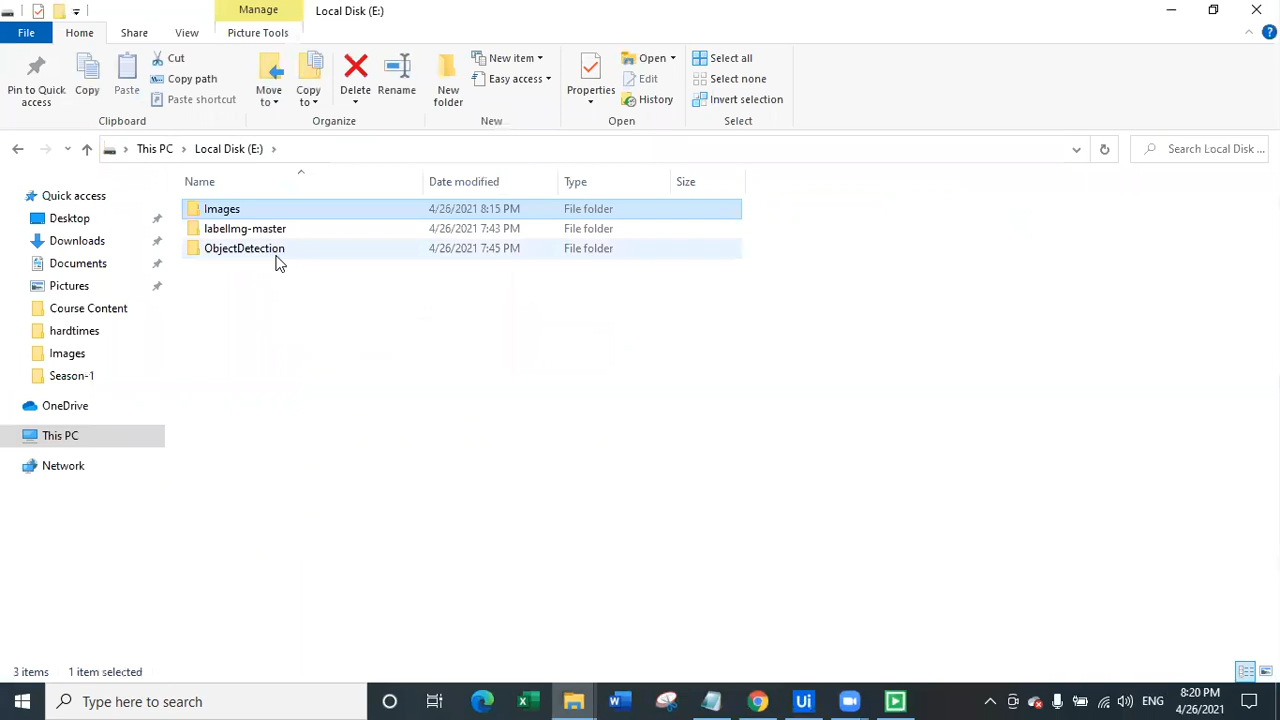 Manage
Local Disk (E:)
File
Home
Share
View
Picture Tools
Pin to Quick access
Copy
Paste
Cut
Copy path
Paste shortcut
Clipboard
Move to
Copy to
Delete
Rename
Organize
New folder
New item
Easy access
New
Properties
Open
Edit
History
Open
Select all
Select none
Invert selection
Select
This PC
Local Disk (E:)
Search Local Disk ...
Name
Date modified
Type
Size
Images 4/26/2021 8:15 PM File folder
labelImg-master 4/26/2021 7:43 PM File folder
ObjectDetection 4/26/2021 7:45 PM File folder
Quick access
Desktop
Downloads
Documents
Pictures
Course Content
hardtimes
Images
Season-1
OneDrive
This PC
Network
3 items 1 item selected
Type here to search
Ui
ENG
8:20 PM
4/26/2021